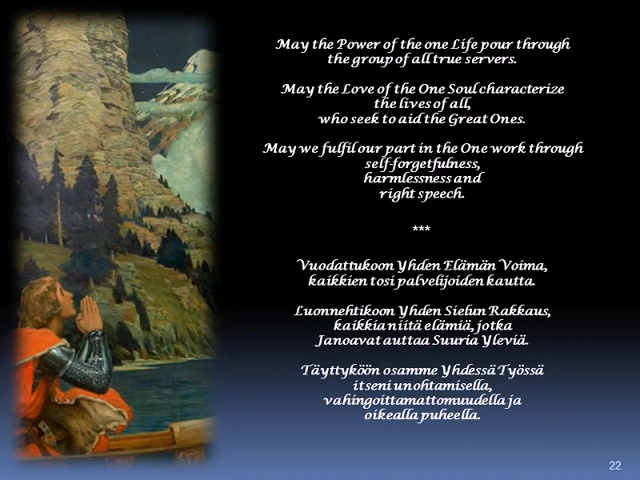 May the Power of the one Life pour through
the group of all true servers.
May the Love of the One Soul characterize
the lives of all,
who seek to aid the Great Ones.
May we fulfil our part in the One work through
self-forgetfulness,
harmlessness and
right speech.
***
Vuodattukoon Yhden Elämän Voima,
kaikkien tosi palvelijoiden kautta.
Luonnehtikoon Yhden Sielun Rakkaus,
kaikkia niitä elämiä, jotka
Janoavat auttaa Suuria Yleviä.
Täyttyköön osamme Yhdessä Työssä
itseni unohtamisella,
vahingoittamattomuudella ja
oikealla puheella.
22